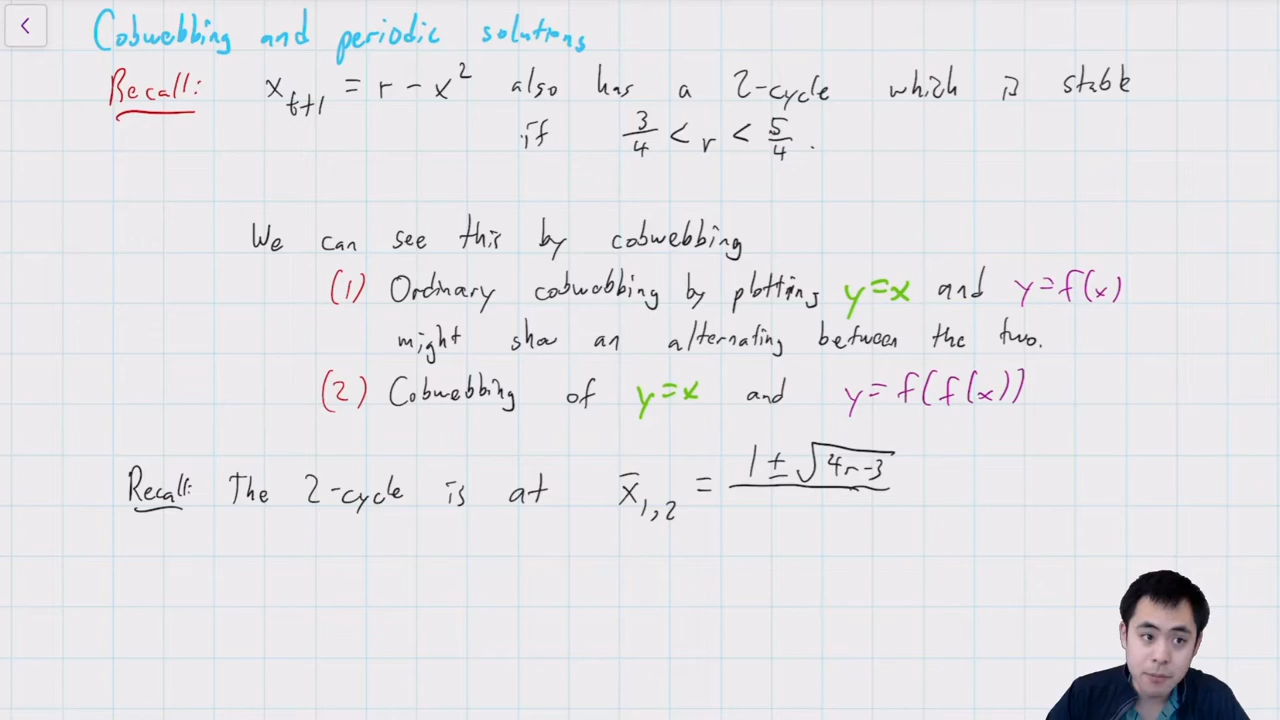 Cobwebbing and periodic solutions
Recall: x_{t+1} = r - x^2 also has a 2-cycle which is stable
if 3/4 < r < 5/4.
We can see this by cobwebbing
(1) Ordinary cobwebbing by plotting y=x and y=f(x)
might show an alternating between the two.
(2) Cobwebbing of y=x and y=f(f(x))
Recall: The 2-cycle is at x̄_{1,2} = 1±√(4r-3)